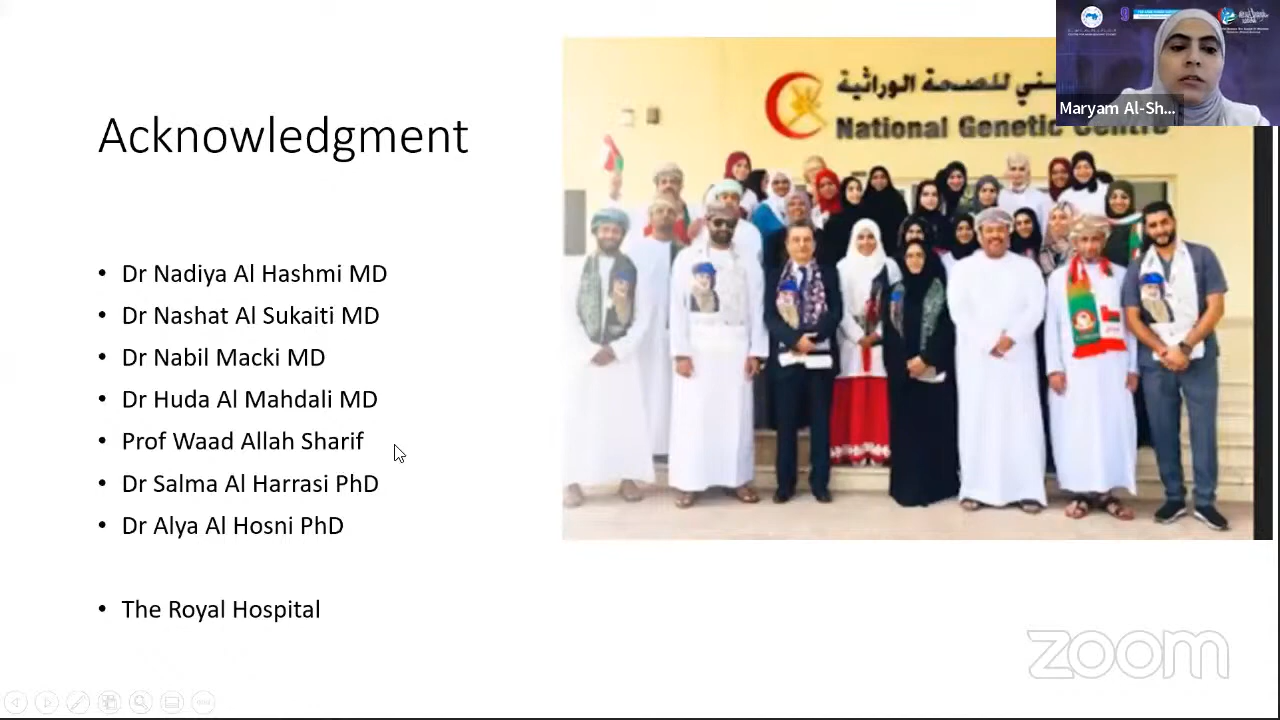 Acknowledgment
• Dr Nadiya Al Hashmi MD
• Dr Nashat Al Sukaiti MD
• Dr Nabil Macki MD
• Dr Huda Al Mahdali MD
• Prof Waad Allah Sharif
• Dr Salma Al Harrasi PhD
• Dr Alya Al Hosni PhD
• The Royal Hospital
للصحة الوراثية
National Genetic Centre
Maryam Al-Sh...
zoom